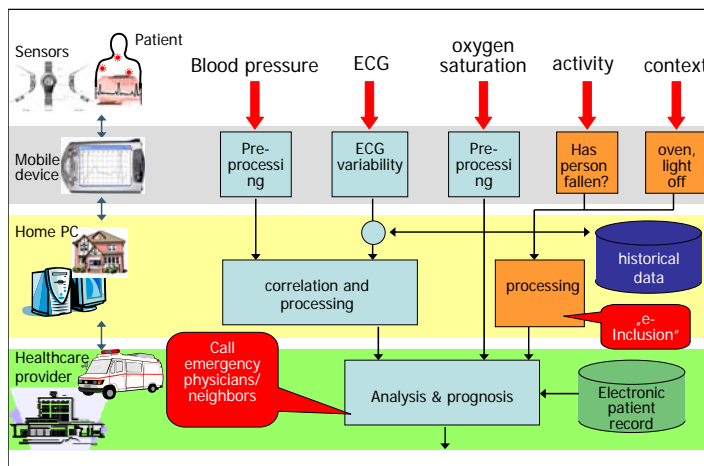 Sensors
Patient
Blood pressure
ECG
oxygen
saturation
activity
context
Mobile
device
Pre-
processi
ng
ECG
variability
Pre-
processi
ng
Has
person
fallen?
oven,
light
off
Home PC
correlation and
processing
processing
historical
data
„e-
Inclusion“
Healthcare
provider
Call
emergency
physicians/
neighbors
Analysis & prognosis
Electronic
patient
record